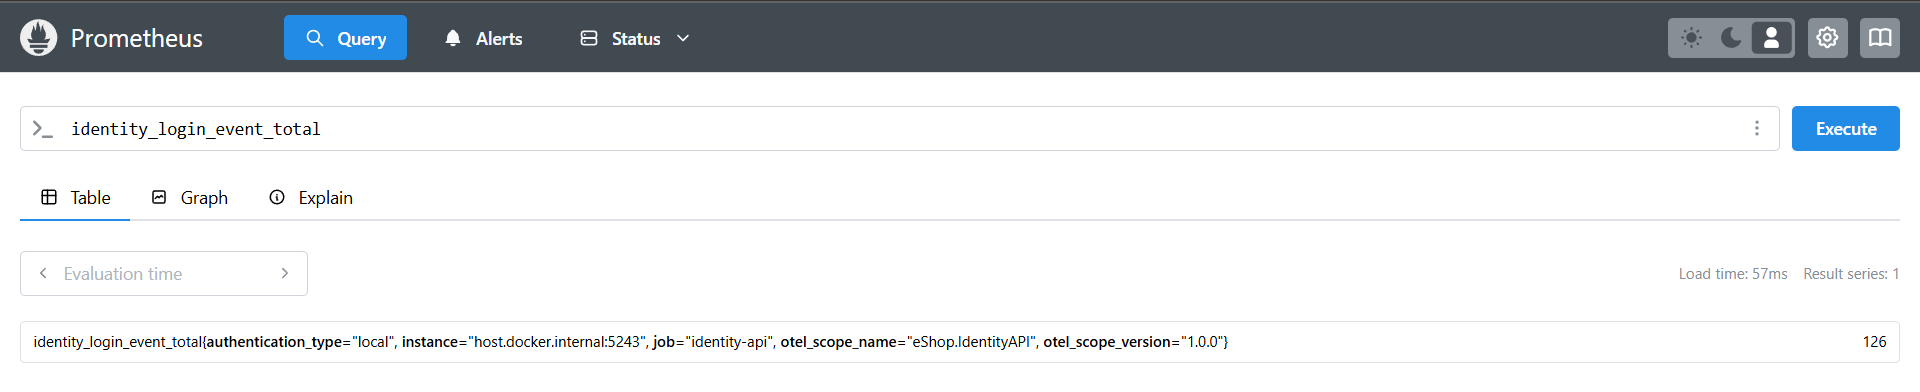 Prometheus Query Alerts Status
identity_login_event_total Execute
Table Graph Explain
Evaluation time Load time: 57ms Result series: 1
identity_login_event_total{authentication_type="local", instance="host.docker.internal:5243", job="identity-api", otel_scope_name="eShop.IdentityAPI", otel_scope_version="1.0.0"} 126